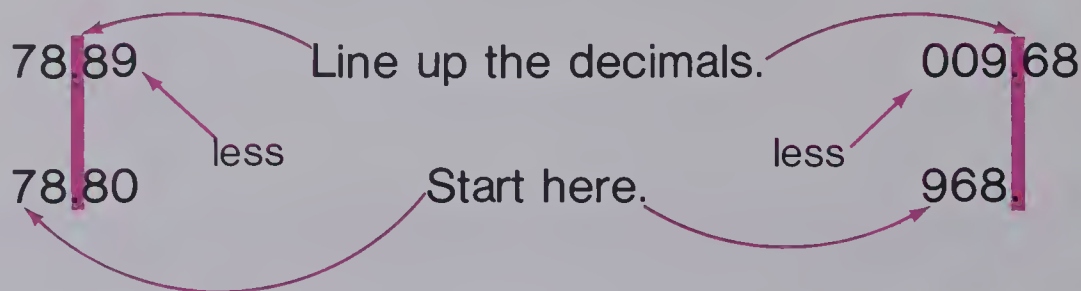 78.89 Line up the decimals. 009.68
less less
78.80 Start here. 968.